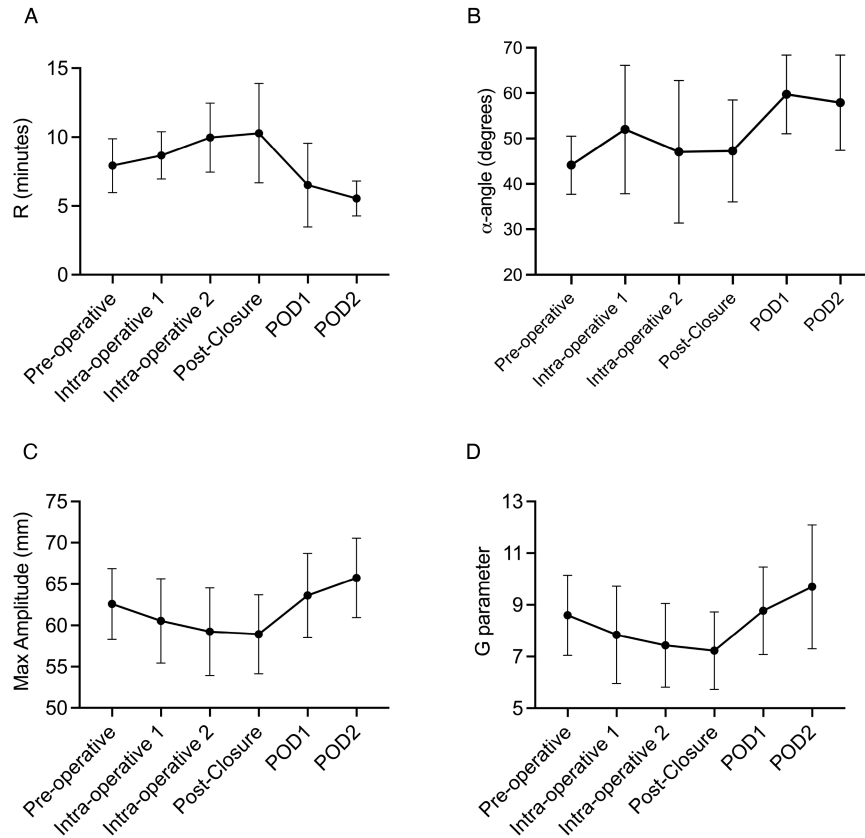 A
R (minutes)
15
10
5
0
Pre-operative
Intra-operative 1
Intra-operative 2
Post-Closure
POD1
POD2
B
α-angle (degrees)
70
60
50
40
30
20
Pre-operative
Intra-operative 1
Intra-operative 2
Post-Closure
POD1
POD2
C
Max Amplitude (mm)
75
70
65
60
55
50
Pre-operative
Intra-operative 1
Intra-operative 2
Post-Closure
POD1
POD2
D
G parameter
13
11
9
7
5
Pre-operative
Intra-operative 1
Intra-operative 2
Post-Closure
POD1
POD2